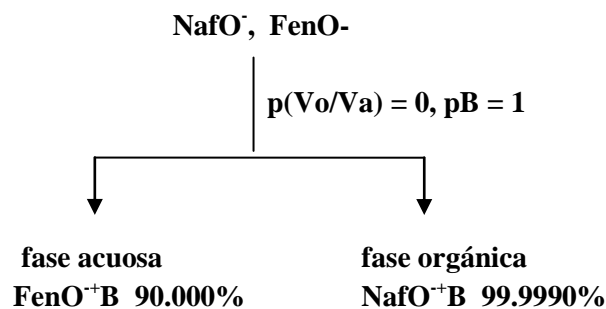 NafO⁻, FenO-
p(Vo/Va) = 0, pB = 1
fase acuosa
FenO⁻⁺B 90.000%
fase orgánica
NafO⁻⁺B 99.9990%